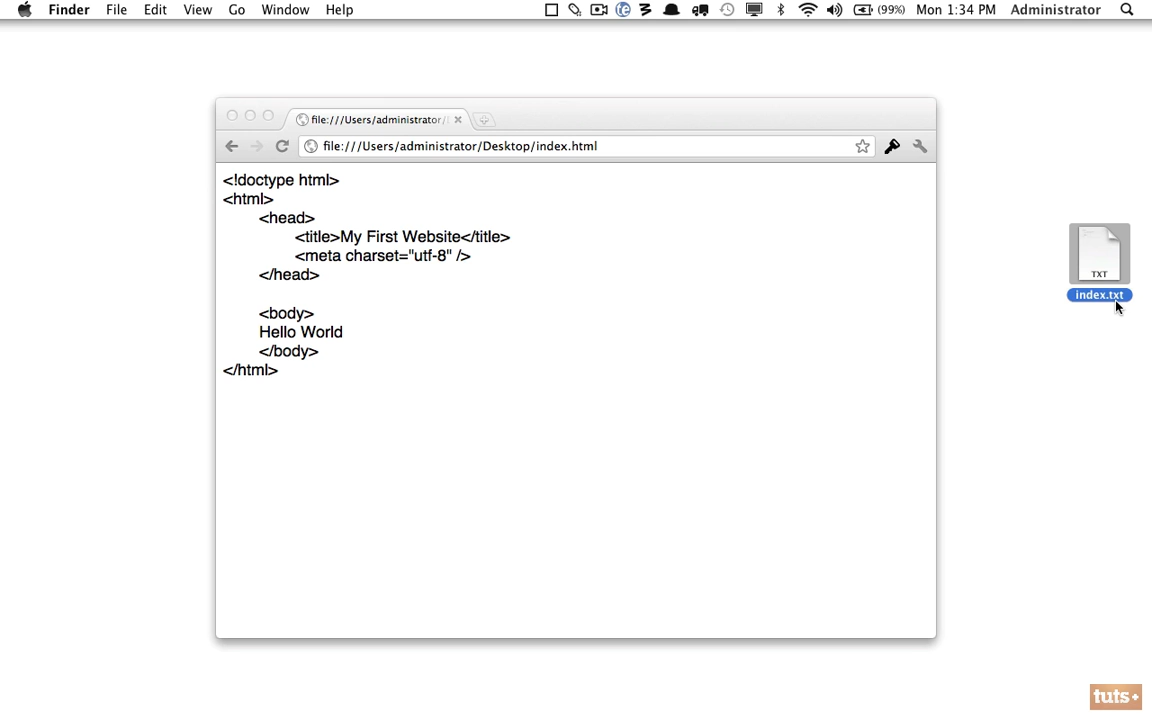 Finder File Edit View Go Window Help (99%) Mon 1:34 PM Administrator
file:///Users/administrator/
file:///Users/administrator/Desktop/index.html
<!doctype html>
<html>
<head>
<title>My First Website</title>
<meta charset="utf-8" />
</head>
<body>
Hello World
</body>
</html>
TXT
index.txt
tuts+